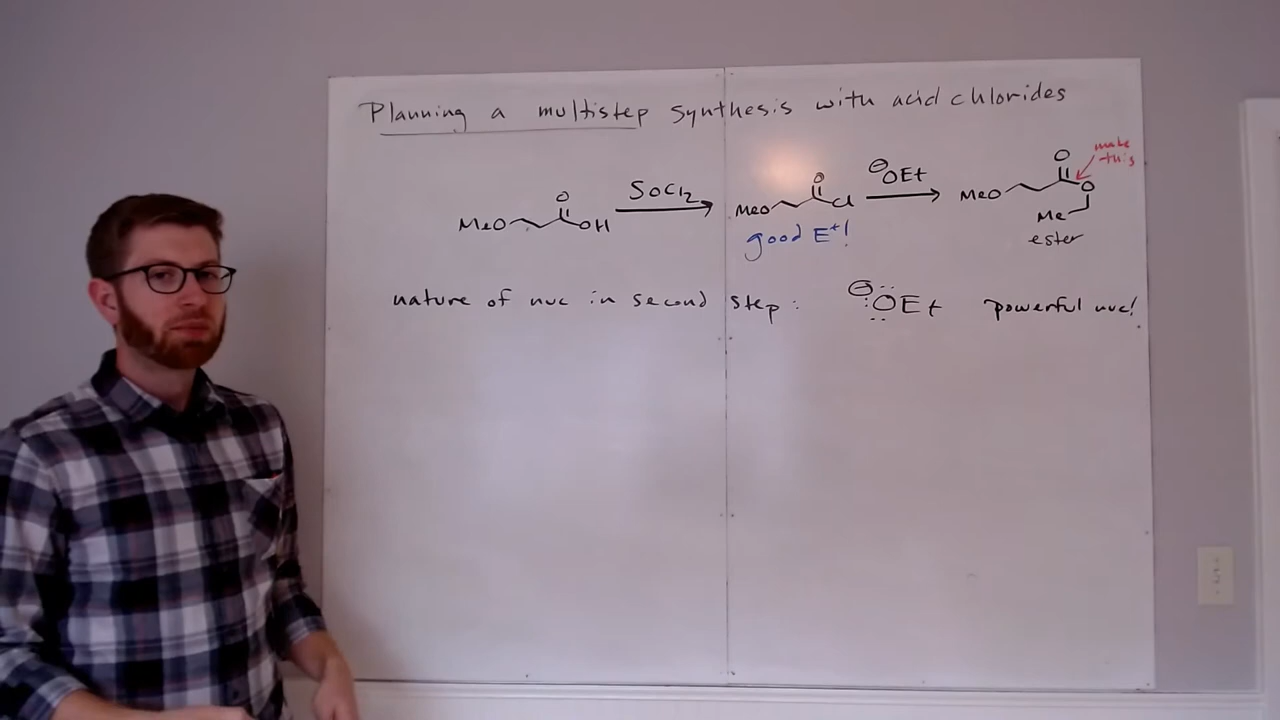 Planning a multistep synthesis with acid chlorides
make this
MeO O OH SOCl2 MeO O Cl ⊖OEt MeO O O Me
good E+!
ester
nature of nuc in second step: ⊖OEt powerful nuc!